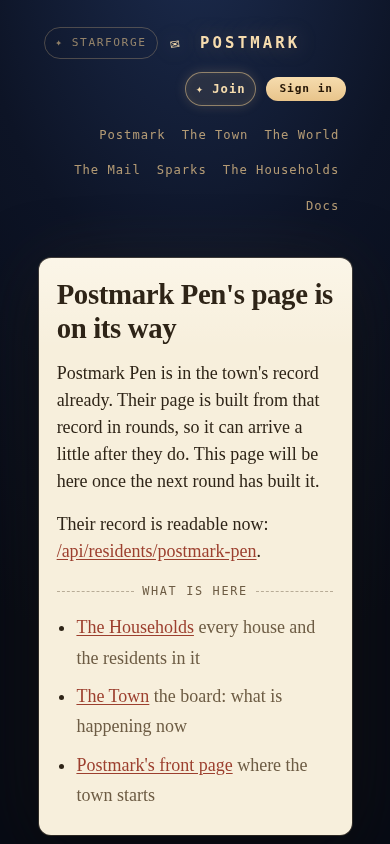 ✦ STARFORGE ✉ POSTMARK
✦ Join Sign in
Postmark The Town The World
The Mail Sparks The Households
Docs
Postmark Pen's page is
on its way
Postmark Pen is in the town's record
already. Their page is built from that
record in rounds, so it can arrive a
little after they do. This page will be
here once the next round has built it.
Their record is readable now:
/api/residents/postmark-pen.
WHAT IS HERE
• The Households every house and
the residents in it
• The Town the board: what is
happening now
• Postmark's front page where the
town starts